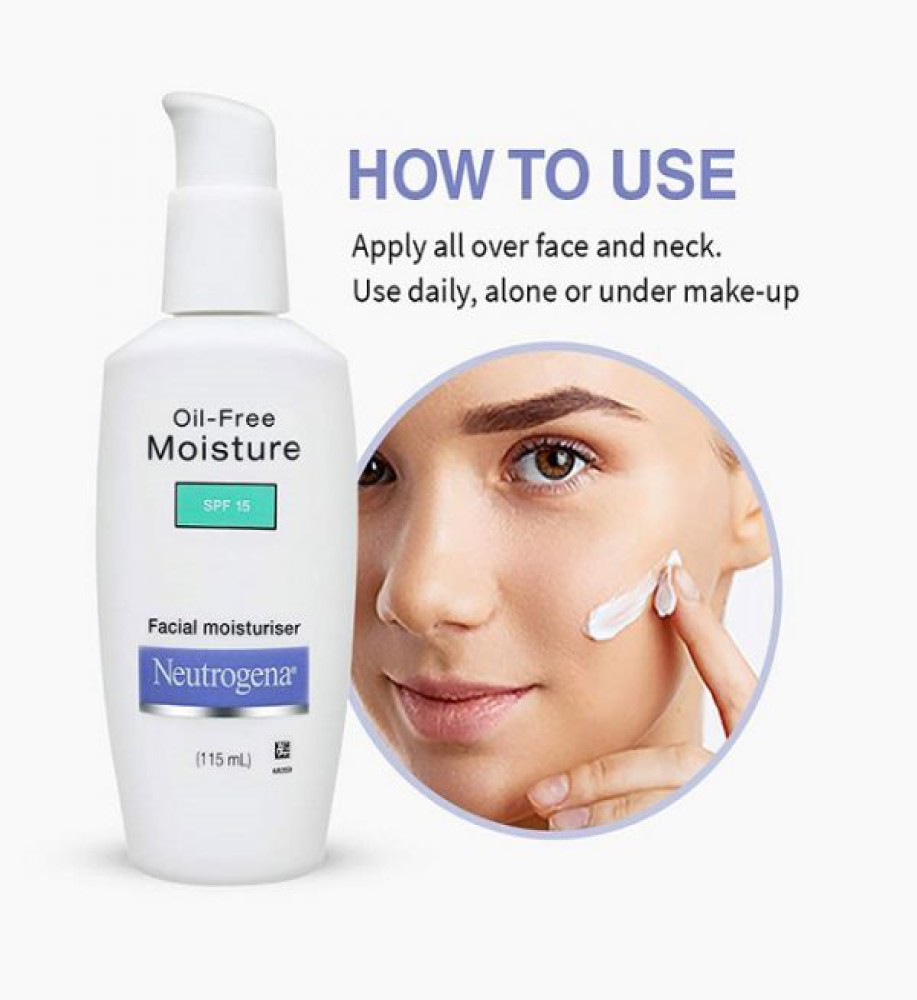 HOW TO USE
Apply all over face and neck.
Use daily, alone or under make-up
Oil-Free
Moisture
SPF 15
Facial moisturiser
Neutrogena®
(115 mL)